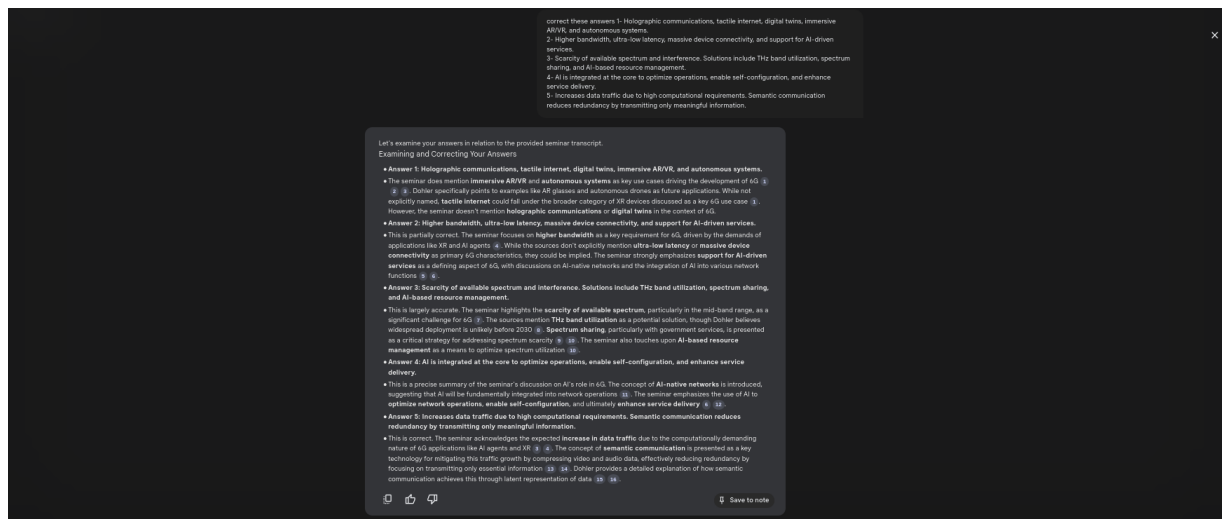 correct these answers 1- Holographic communications, tactile internet, digital twins, immersive
AR/VR, and autonomous systems.
2- Higher bandwidth, ultra-low latency, massive device connectivity, and support for AI-driven
services.
3- Scarcity of available spectrum and interference. Solutions include THz band utilization, spectrum
sharing, and AI-based resource management.
4- AI is integrated at the core to optimize operations, enable self-configuration, and enhance
service delivery.
5- Increases data traffic due to high computational requirements. Semantic communication
reduces redundancy by transmitting only meaningful information.
Let's examine your answers in relation to the provided seminar transcript.
Examining and Correcting Your Answers
• Answer 1: Holographic communications, tactile internet, digital twins, immersive AR/VR, and autonomous systems.
• The seminar does mention immersive AR/VR and autonomous systems as key use cases driving the development of 6G 1
2 3 . Dohler specifically points to examples like AR glasses and autonomous drones as future applications. While not
explicitly named, tactile internet could fall under the broader category of XR devices discussed as a key 6G use case 1 .
However, the seminar doesn't mention holographic communications or digital twins in the context of 6G.
• Answer 2: Higher bandwidth, ultra-low latency, massive device connectivity, and support for AI-driven services.
• This is partially correct. The seminar focuses on higher bandwidth as a key requirement for 6G, driven by the demands of
applications like XR and AI agents 4 . While the sources don't explicitly mention ultra-low latency or massive device
connectivity as primary 6G characteristics, they could be implied. The seminar strongly emphasizes support for AI-driven
services as a defining aspect of 6G, with discussions on AI-native networks and the integration of AI into various network
functions 5 6 .
• Answer 3: Scarcity of available spectrum and interference. Solutions include THz band utilization, spectrum sharing,
and AI-based resource management.
• This is largely accurate. The seminar highlights the scarcity of available spectrum, particularly in the mid-band range, as a
significant challenge for 6G 7 . The sources mention THz band utilization as a potential solution, though Dohler believes
widespread deployment is unlikely before 2030 8 . Spectrum sharing, particularly with government services, is presented
as a critical strategy for addressing spectrum scarcity 9 10 . The seminar also touches upon AI-based resource
management as a means to optimize spectrum utilization 10 .
• Answer 4: AI is integrated at the core to optimize operations, enable self-configuration, and enhance service
delivery.
• This is a precise summary of the seminar's discussion on AI's role in 6G. The concept of AI-native networks is introduced,
suggesting that AI will be fundamentally integrated into network operations 11 . The seminar emphasizes the use of AI to
optimize network operations, enable self-configuration, and ultimately enhance service delivery 6 12 .
• Answer 5: Increases data traffic due to high computational requirements. Semantic communication reduces
redundancy by transmitting only meaningful information.
• This is correct. The seminar acknowledges the expected increase in data traffic due to the computationally demanding
nature of 6G applications like AI agents and XR 3 4 . The concept of semantic communication is presented as a key
technology for mitigating this traffic growth by compressing video and audio data, effectively reducing redundancy by
focusing on transmitting only essential information 13 14 . Dohler provides a detailed explanation of how semantic
communication achieves this through latent representation of data 15 16 .
Save to note